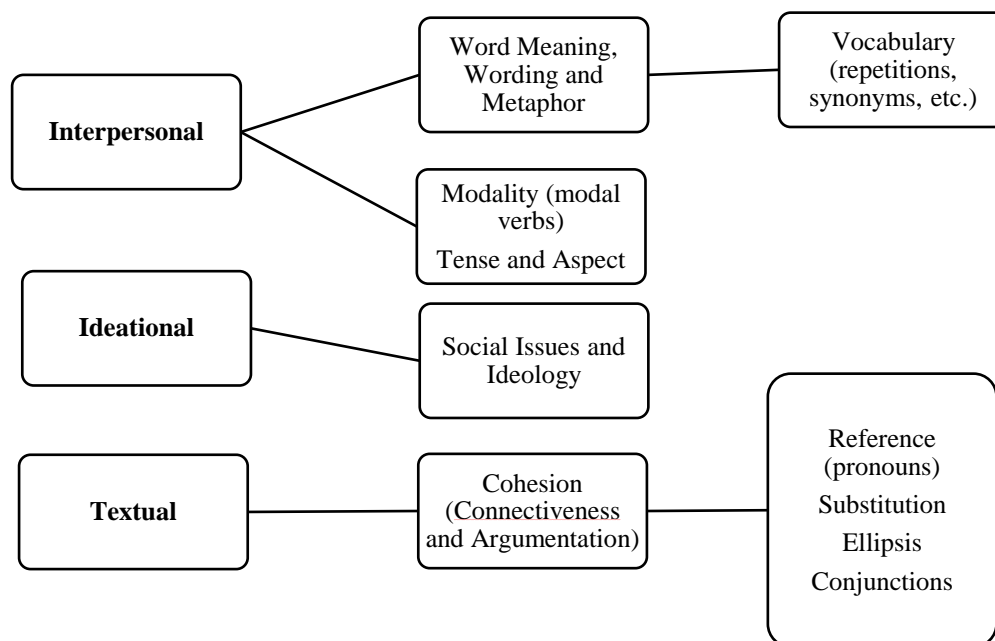 Interpersonal
Word Meaning,
Wording and
Metaphor
Vocabulary
(repetitions,
synonyms, etc.)
Modality (modal
verbs)
Tense and Aspect
Ideational
Social Issues and
Ideology
Textual
Cohesion
(Connectiveness
and Argumentation)
Reference
(pronouns)
Substitution
Ellipsis
Conjunctions